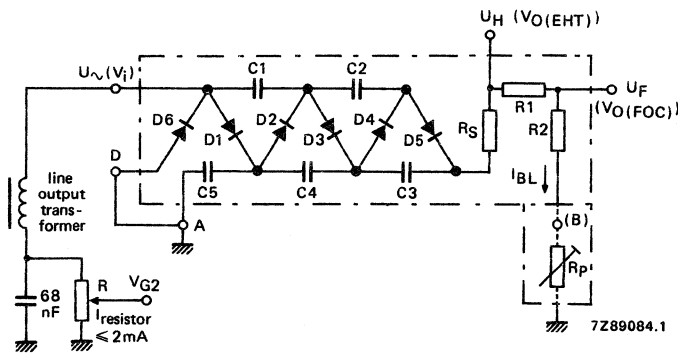 U_H (V_O(EHT))
U~(V_i)
C1
C2
U_F
(V_O(FOC))
R1
D6
D1
D2
D3
D4
D5
R_S
R2
D
C5
C4
C3
I_BL
A
(B)
line
output
trans-
former
R_P
68
nF
R
V_G2
I_resistor
≤ 2mA
7Z89084.1